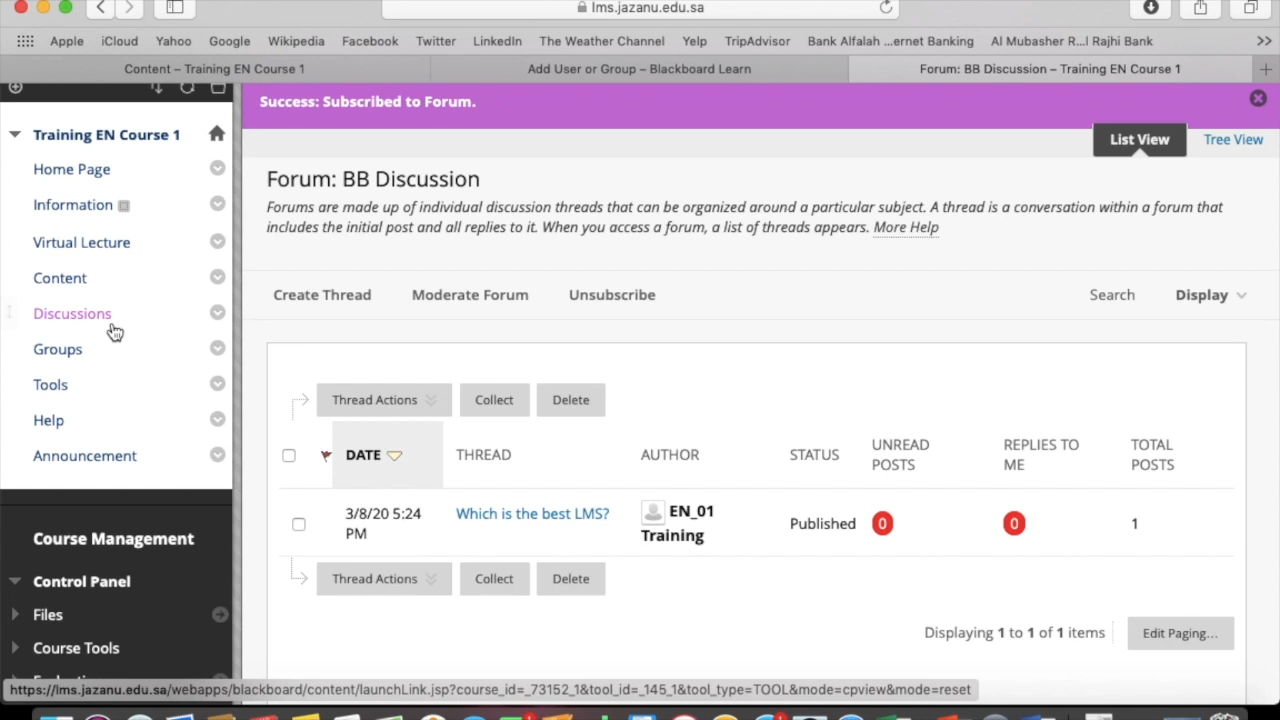 lms.jazanu.edu.sa
Apple iCloud Yahoo Google Wikipedia Facebook Twitter LinkedIn The Weather Channel Yelp TripAdvisor Bank Alfalah ...ernet Banking Al Mubasher R...l Rajhi Bank >>
Content – Training EN Course 1 Add User or Group – Blackboard Learn Forum: BB Discussion – Training EN Course 1
Success: Subscribed to Forum.
Training EN Course 1
Home Page
Information
Virtual Lecture
Content
Discussions
Groups
Tools
Help
Announcement
Course Management
Control Panel
Files
Course Tools
List View Tree View
Forum: BB Discussion
Forums are made up of individual discussion threads that can be organized around a particular subject. A thread is a conversation within a forum that
includes the initial post and all replies to it. When you access a forum, a list of threads appears. More Help
Create Thread Moderate Forum Unsubscribe Search Display
Thread Actions Collect Delete
DATE THREAD AUTHOR STATUS UNREAD POSTS REPLIES TO ME TOTAL POSTS
3/8/20 5:24 PM Which is the best LMS? EN_01 Training Published 0 0 1
Thread Actions Collect Delete
Displaying 1 to 1 of 1 items Edit Paging...
https://lms.jazanu.edu.sa/webapps/blackboard/content/launchLink.jsp?course_id=_73152_1&tool_id=_145_1&tool_type=TOOL&mode=cpview&mode=reset